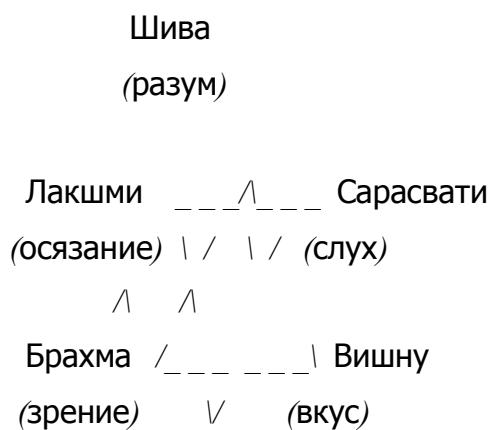 Шива
(разум)
Лакшми _ _ _/\_ _ _ Сарасвати
(осязание) \ / \ / (слух)
/\ /\
Брахма /_ _ _ _ _ _\ Вишну
(зрение) \/ (вкус)